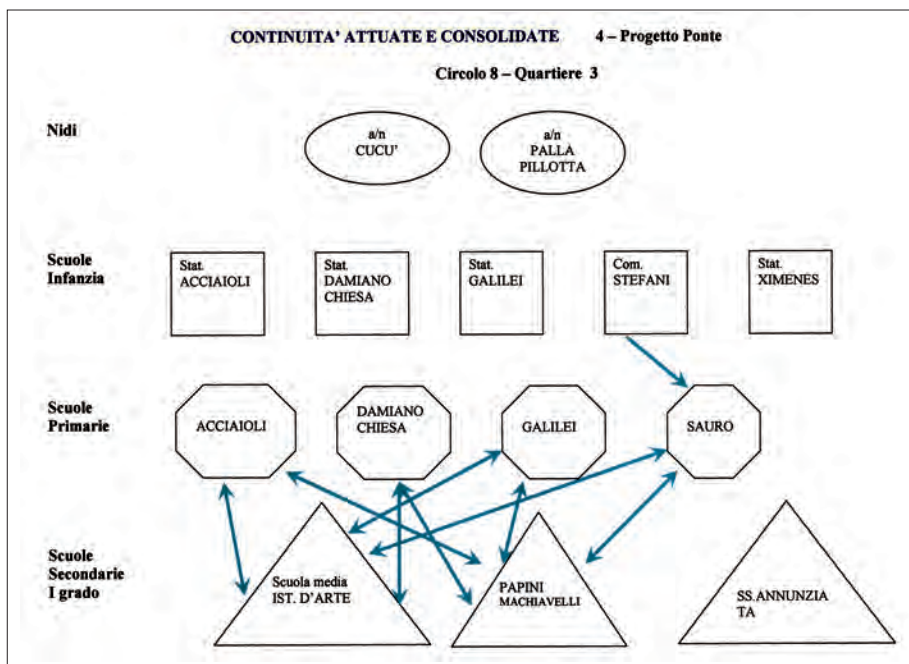 CONTINUITA' ATTUATE E CONSOLIDATE 4 – Progetto Ponte
Circolo 8 – Quartiere 3
Nidi
a/n
CUCU'
a/n
PALLA
PILLOTTA
Scuole
Infanzia
Stat.
ACCIAIOLI
Stat.
DAMIANO
CHIESA
Stat.
GALILEI
Com.
STEFANI
Stat.
XIMENES
Scuole
Primarie
ACCIAIOLI
DAMIANO
CHIESA
GALILEI
SAURO
Scuole
Secondarie
I grado
Scuola media
IST. D'ARTE
PAPINI
MACHIAVELLI
SS.ANNUNZIA
TA